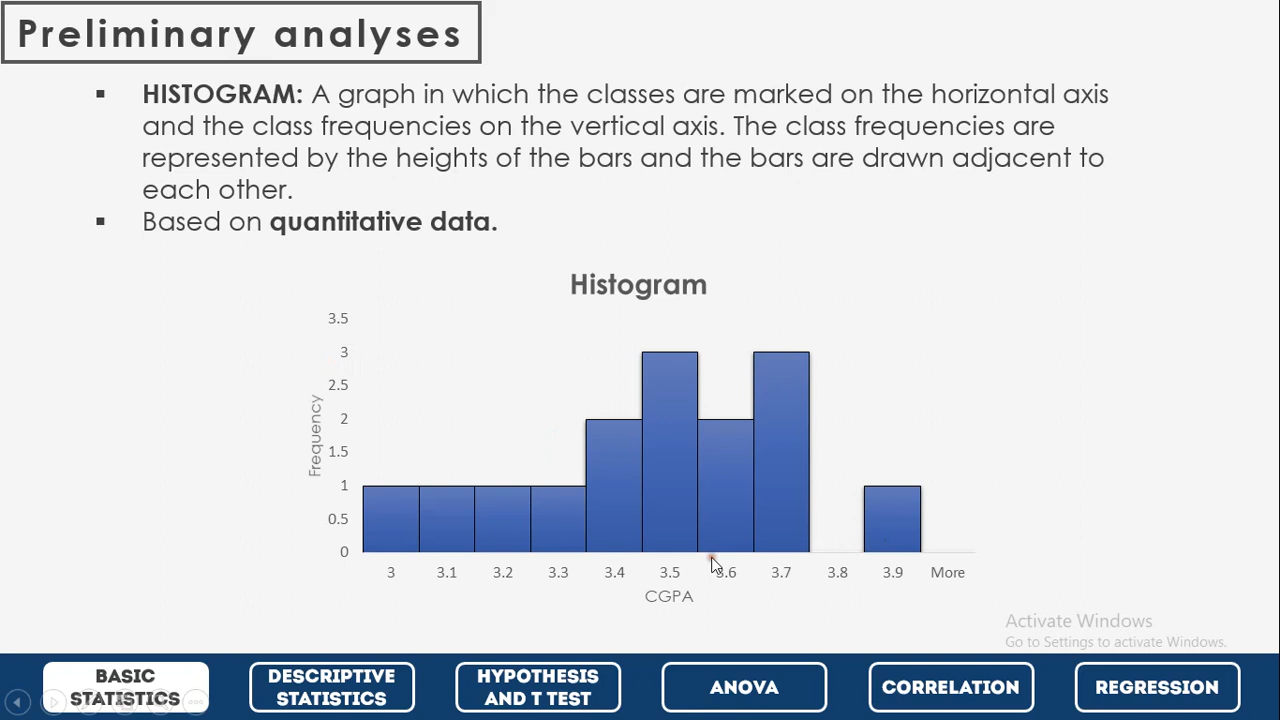 Preliminary analyses
▪ HISTOGRAM: A graph in which the classes are marked on the horizontal axis
and the class frequencies on the vertical axis. The class frequencies are
represented by the heights of the bars and the bars are drawn adjacent to
each other.
▪ Based on quantitative data.
Histogram
3.5
3
2.5
2
1.5
1
0.5
0
Frequency
3 3.1 3.2 3.3 3.4 3.5 3.6 3.7 3.8 3.9 More
CGPA
Activate Windows
Go to Settings to activate Windows.
BASIC
STATISTICS
DESCRIPTIVE
STATISTICS
HYPOTHESIS
AND T TEST
ANOVA
CORRELATION
REGRESSION